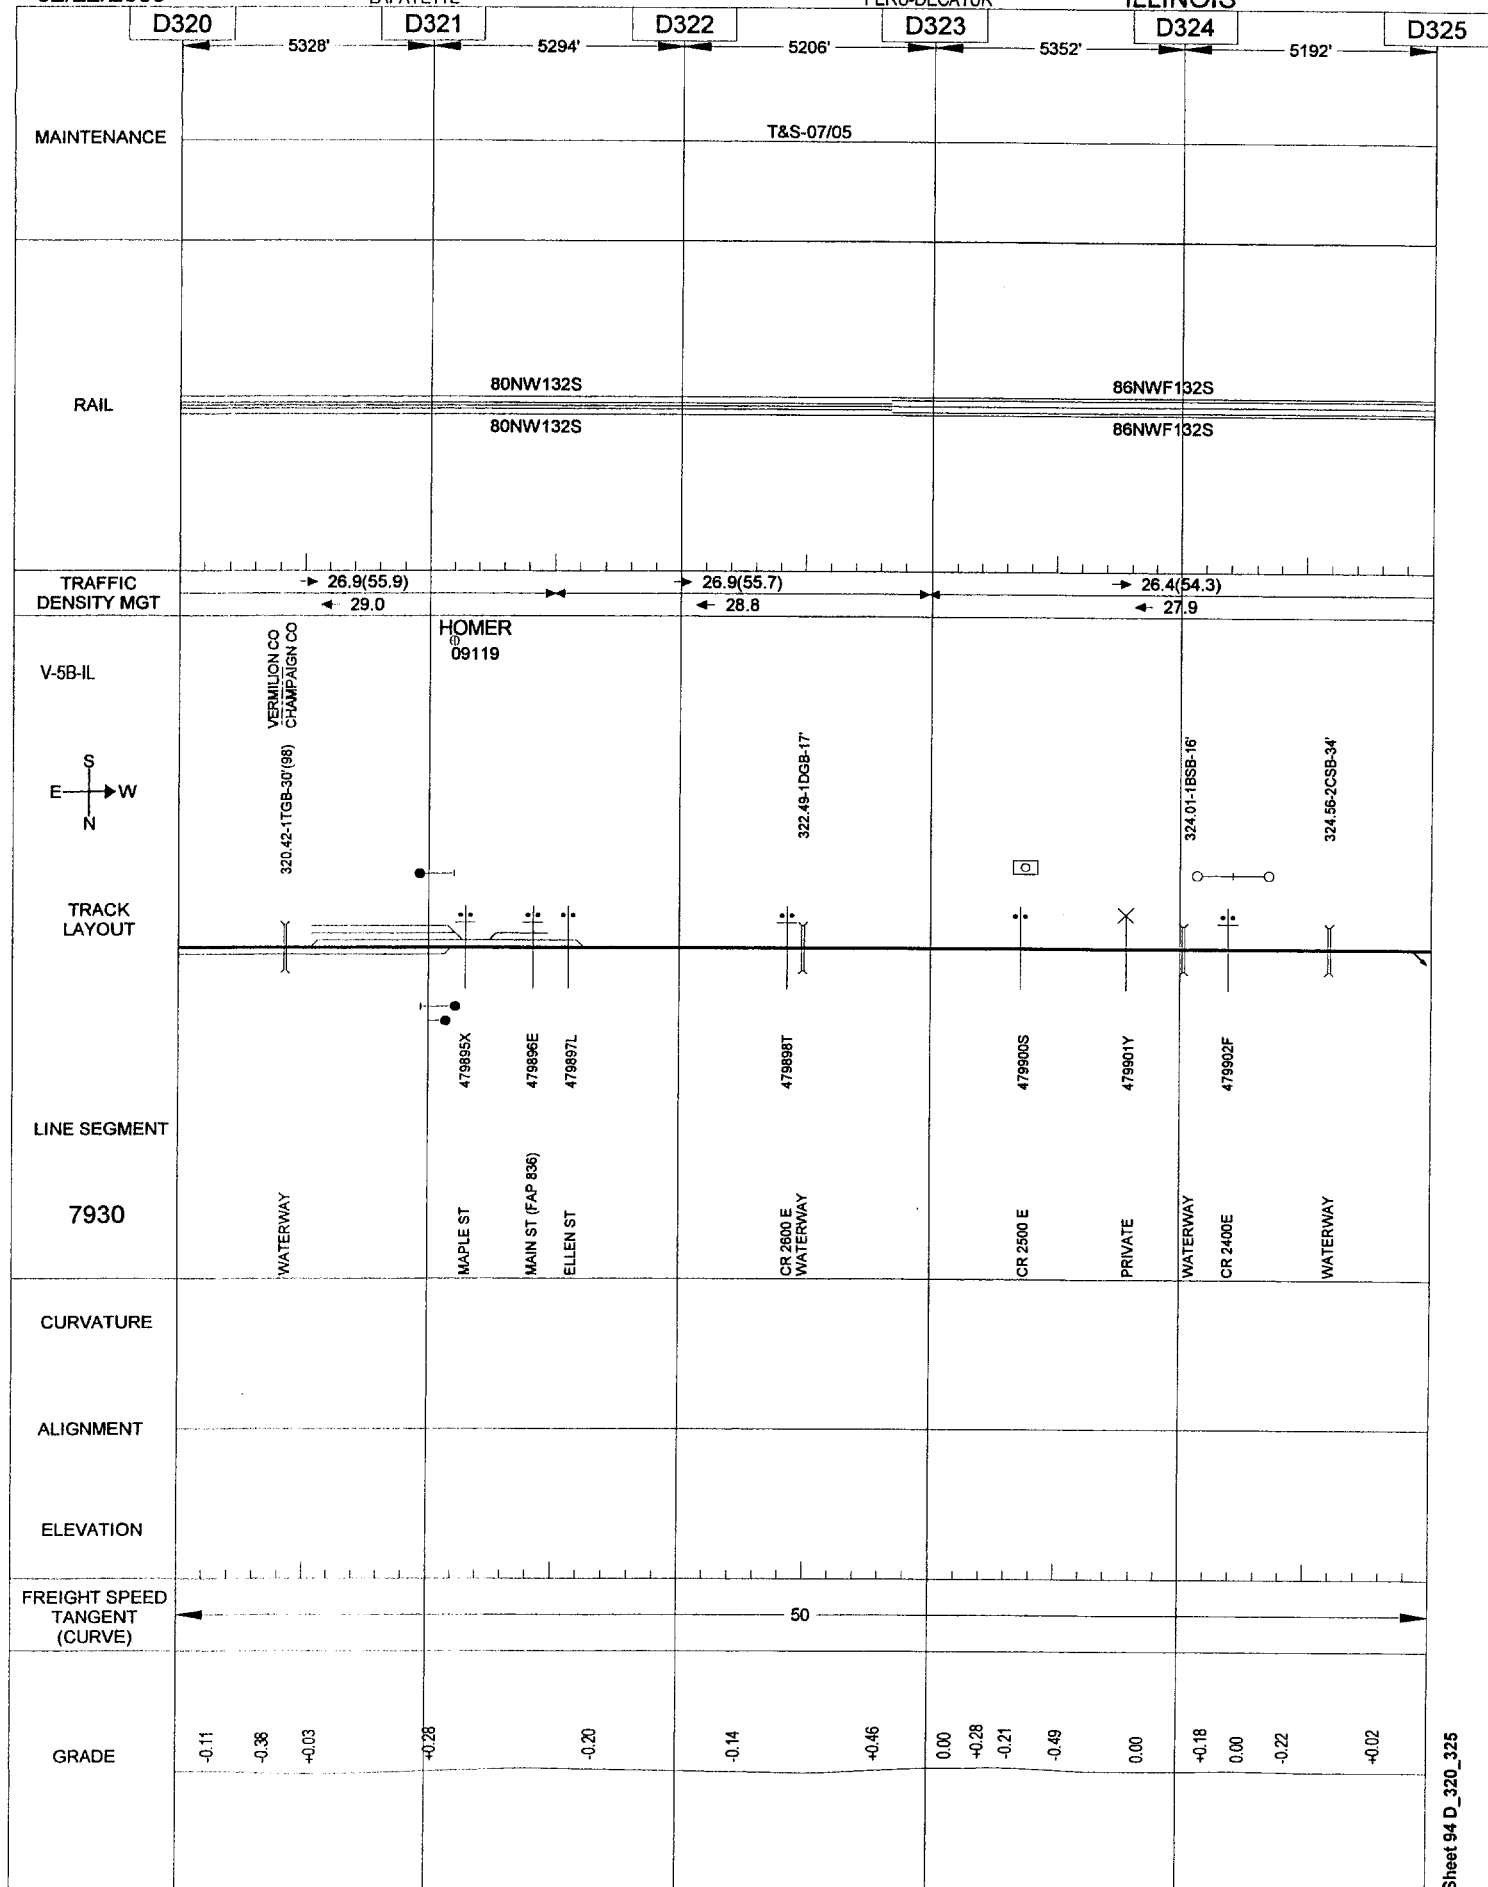 ILLINOIS
D320
D321
D322
D323
D324
D325
5328'
5294'
5206'
5352'
5192'
MAINTENANCE
T&S-07/05
RAIL
80NW132S
86NWF132S
80NW132S
86NWF132S
TRAFFIC
DENSITY MGT
26.9(55.9)
26.9(55.7)
26.4(54.3)
29.0
28.8
27.9
V-5B-IL
VERMILION CO
CHAMPAIGN CO
HOMER
09119
S
E
W
N
320.42-1TGB-30'(98)
322.49-1DGB-17'
324.01-1BSB-16'
324.56-2CSB-34'
TRACK
LAYOUT
479895X
479896E
479897L
479898T
479900S
479901Y
479902F
LINE SEGMENT
7930
WATERWAY
MAPLE ST
MAIN ST (FAP 836)
ELLEN ST
CR 2600 E
WATERWAY
CR 2500 E
PRIVATE
WATERWAY
CR 2400E
WATERWAY
CURVATURE
ALIGNMENT
ELEVATION
FREIGHT SPEED
TANGENT
(CURVE)
50
GRADE
-0.11
-0.38
+0.03
+0.28
-0.20
-0.14
+0.46
0.00
+0.28
-0.21
-0.49
0.00
+0.18
0.00
-0.22
+0.02
Sheet 94 D_320_325